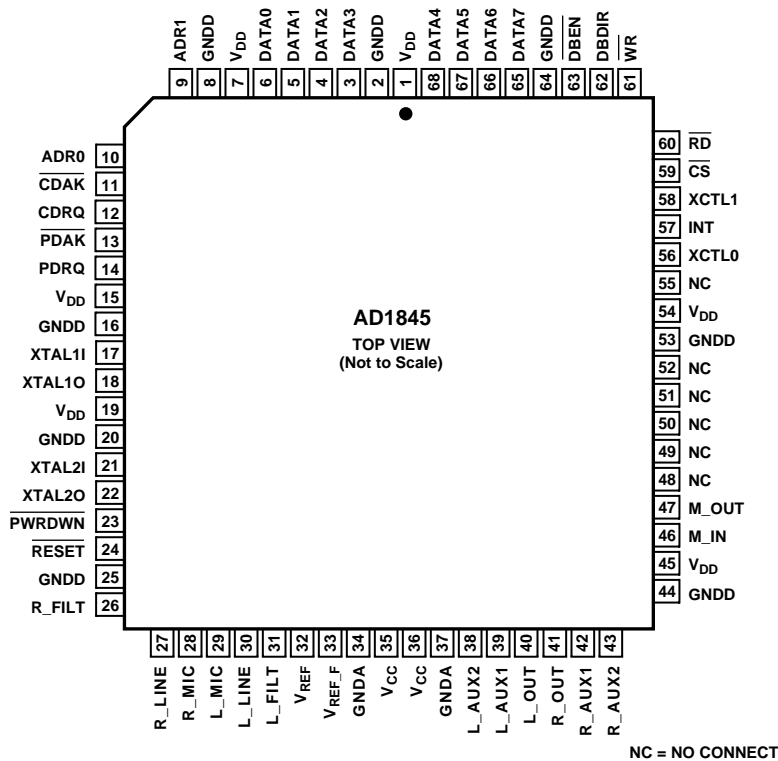 ADR1 GNDD VDD DATA0 DATA1 DATA2 DATA3 GNDD VDD DATA4 DATA5 DATA6 DATA7 GNDD DBEN DBDIR WR
9 8 7 6 5 4 3 2 1 68 67 66 65 64 63 62 61
ADR0 10
CDAK 11
CDRQ 12
PDAK 13
PDRQ 14
VDD 15
GNDD 16
XTAL1I 17
XTAL1O 18
VDD 19
GNDD 20
XTAL2I 21
XTAL2O 22
PWRDWN 23
RESET 24
GNDD 25
R_FILT 26
AD1845
TOP VIEW
(Not to Scale)
60 RD
59 CS
58 XCTL1
57 INT
56 XCTL0
55 NC
54 VDD
53 GNDD
52 NC
51 NC
50 NC
49 NC
48 NC
47 M_OUT
46 M_IN
45 VDD
44 GNDD
27 28 29 30 31 32 33 34 35 36 37 38 39 40 41 42 43
R_LINE R_MIC L_MIC L_LINE L_FILT VREF VREF_F GNDA VCC VCC GNDA L_AUX2 L_AUX1 L_OUT R_OUT R_AUX1 R_AUX2
NC = NO CONNECT